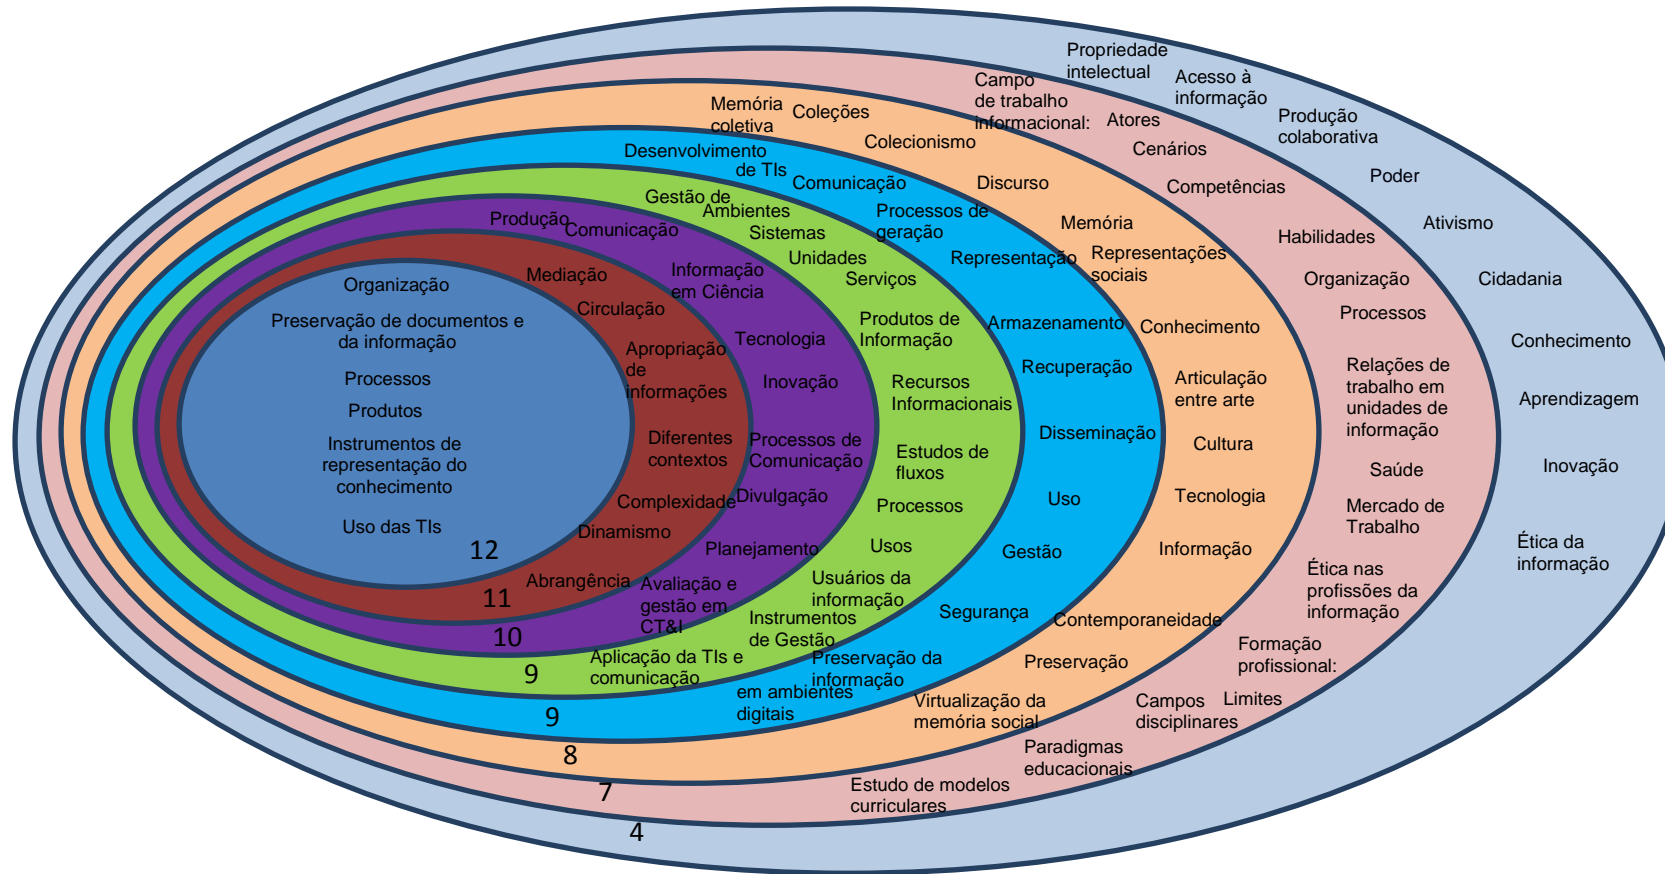 Organização
Preservação de documentos e
da informação
Processos
Produtos
Instrumentos de
representação do
conhecimento
Uso das TIs
12
Mediação
Circulação
Apropriação
de
informações
Diferentes
contextos
Complexidade
Dinamismo
Abrangência
11
Produção
Comunicação
Informação
em Ciência
Tecnologia
Inovação
Processos de
Comunicação
Divulgação
Planejamento
Avaliação e
gestão em
CT&I
10
Gestão de
Ambientes
Sistemas
Unidades
Serviços
Produtos de
Informação
Recursos
Informacionais
Estudos de
fluxos
Processos
Usos
Usuários da
informação
Instrumentos
de Gestão
Aplicação da TIs e
comunicação
9
Desenvolvimento
de TIs
Comunicação
Processos de
geração
Representação
Armazenamento
Recuperação
Disseminação
Uso
Gestão
Segurança
Preservação da
informação
em ambientes
digitais
9
Memória
coletiva
Coleções
Colecionismo
Discurso
Memória
Representações
sociais
Conhecimento
Articulação
entre arte
Cultura
Tecnologia
Informação
Contemporaneidade
Preservação
Virtualização da
memória social
8
Campo
de trabalho
informacional:
Atores
Cenários
Competências
Habilidades
Organização
Processos
Relações de
trabalho em
unidades de
informação
Saúde
Mercado de
Trabalho
Ética nas
profissões da
informação
Formação
profissional:
Limites
Campos
disciplinares
Paradigmas
educacionais
Estudo de modelos
curriculares
7
Propriedade
intelectual
Acesso à
informação
Produção
colaborativa
Poder
Ativismo
Cidadania
Conhecimento
Aprendizagem
Inovação
Ética da
informação
4